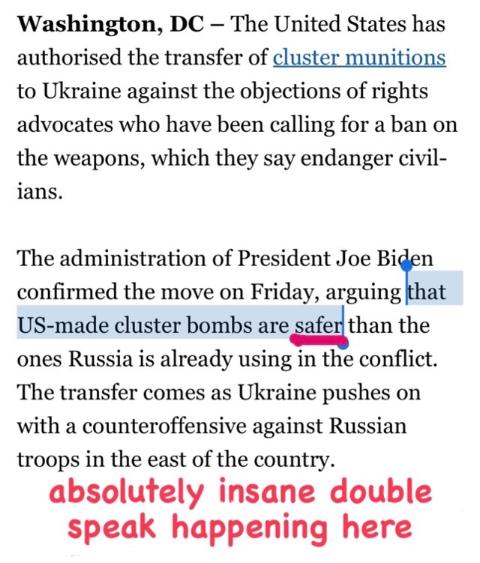 Washington, DC – The United States has
authorised the transfer of cluster munitions
to Ukraine against the objections of rights
advocates who have been calling for a ban on
the weapons, which they say endanger civil-
ians.
The administration of President Joe Biden
confirmed the move on Friday, arguing that
US-made cluster bombs are safer than the
ones Russia is already using in the conflict.
The transfer comes as Ukraine pushes on
with a counteroffensive against Russian
troops in the east of the country.
absolutely insane double
speak happening here